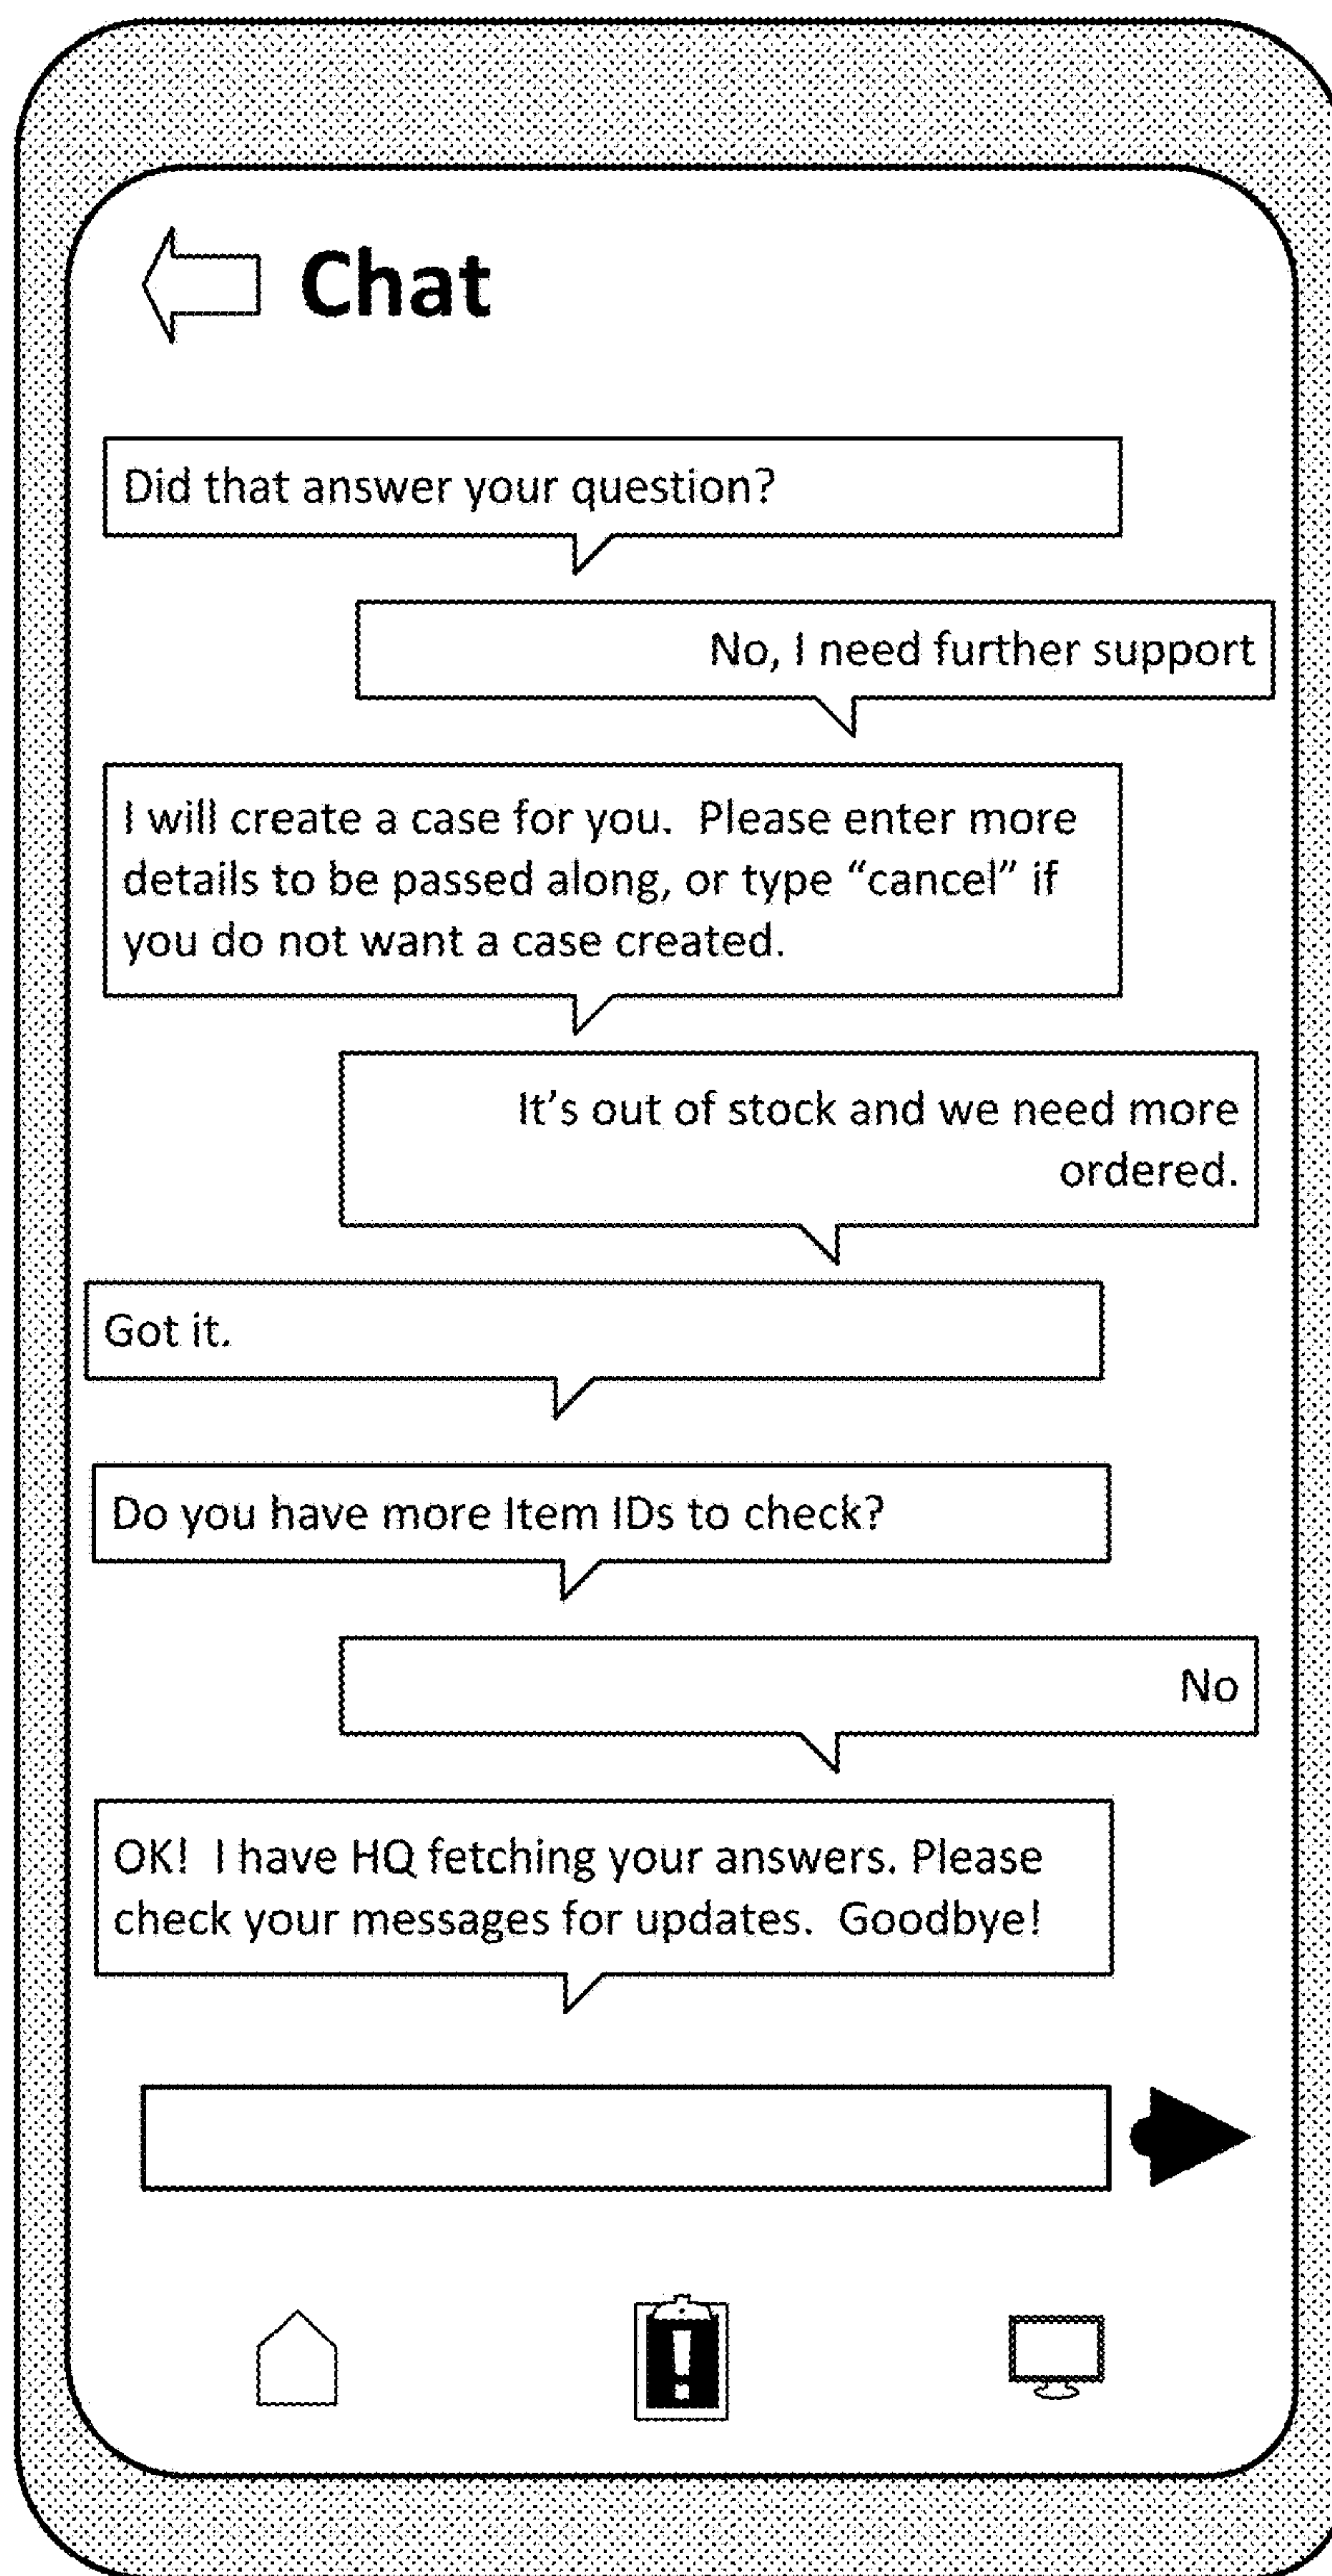 Chat
Did that answer your question?
No, I need further support
I will create a case for you.  Please enter more
details to be passed along, or type “cancel” if
you do not want a case created.
It’s out of stock and we need more
ordered.
Got it.
Do you have more Item IDs to check?
No
OK!  I have HQ fetching your answers. Please
check your messages for updates.  Goodbye!
!